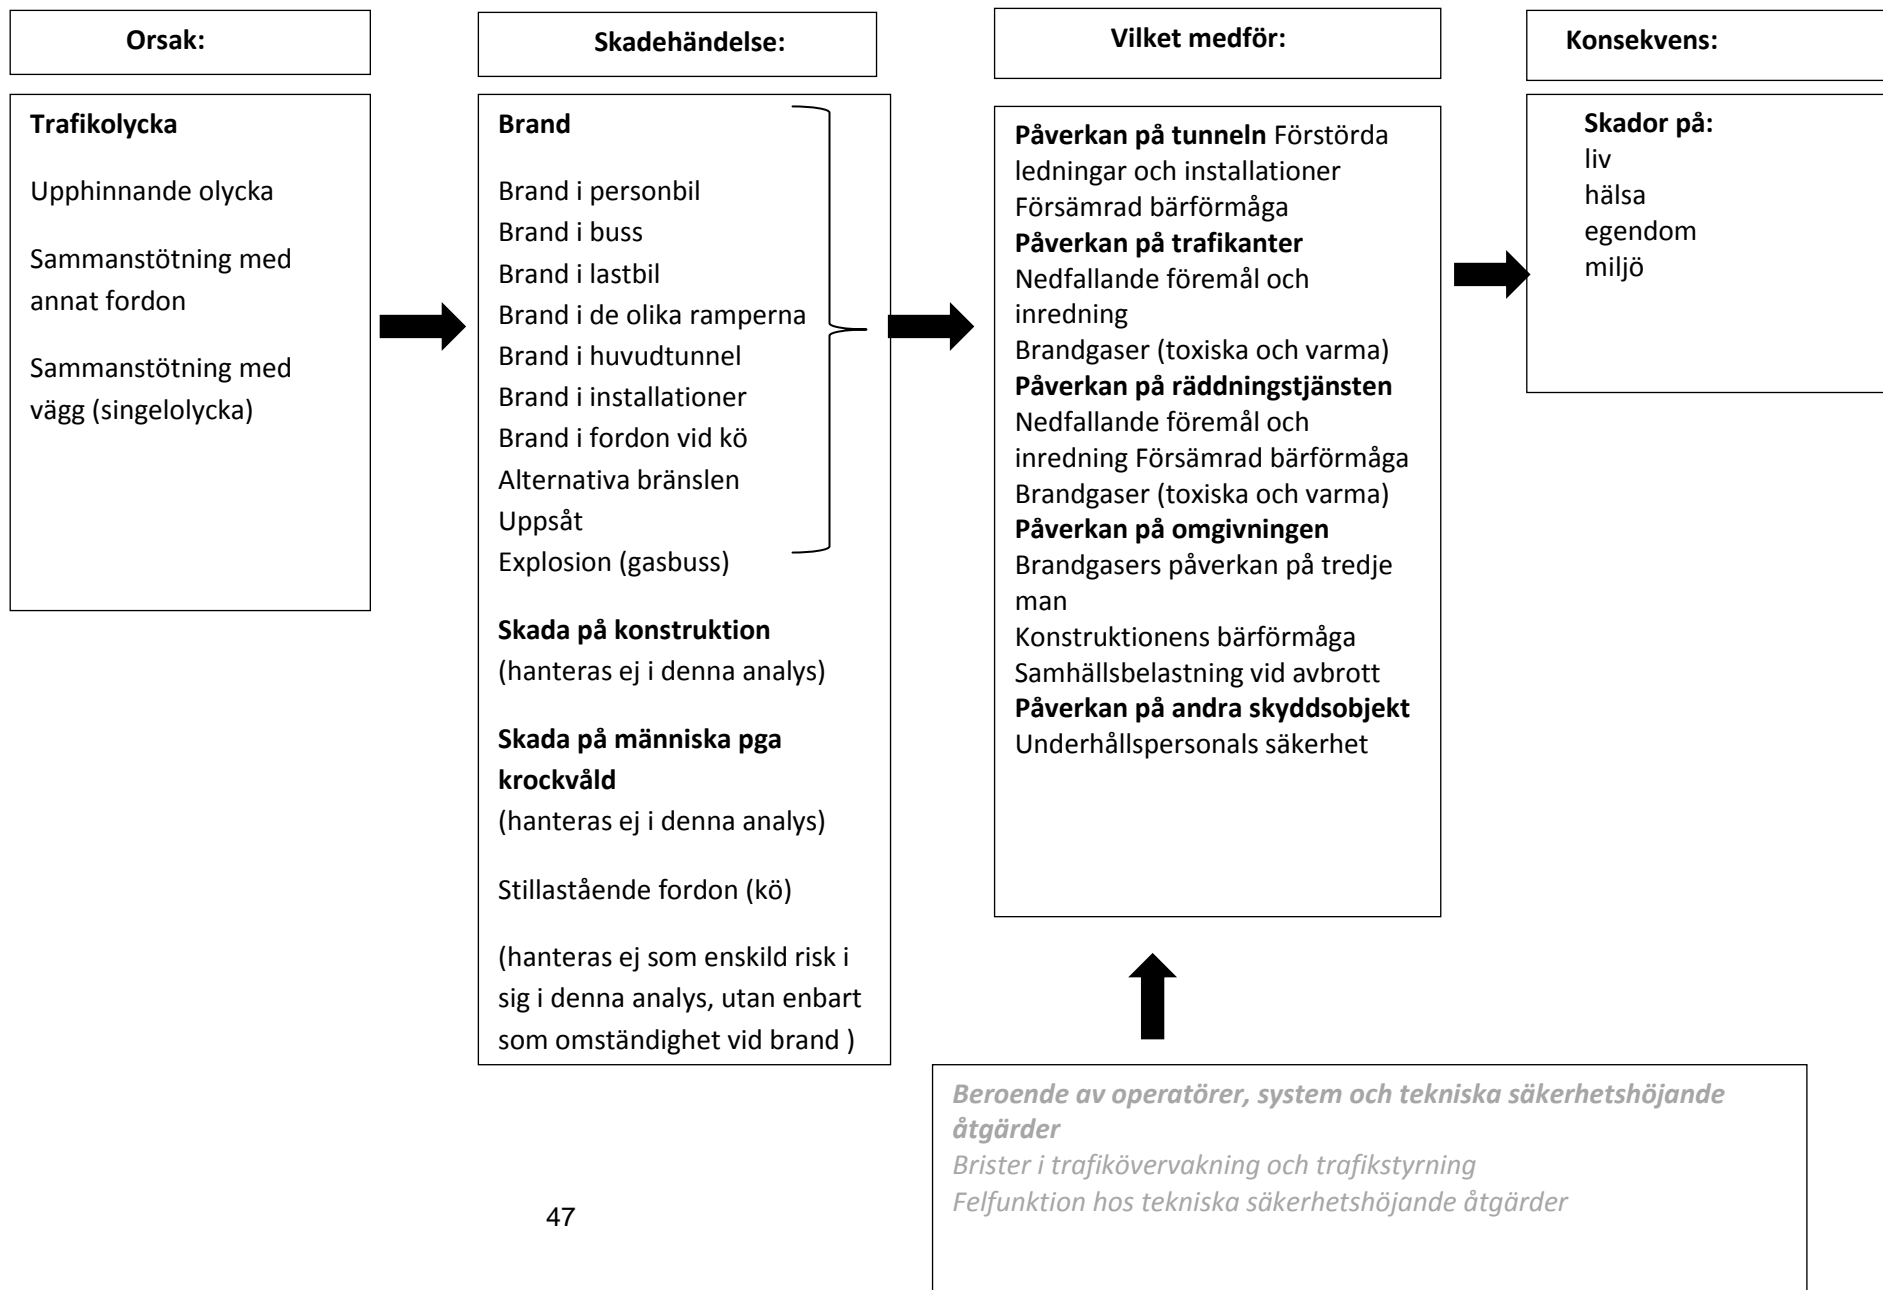 Orsak:
Trafikolycka
Upphinnande olycka
Sammanstötning med
annat fordon
Sammanstötning med
vägg (singelolycka)
Skadehändelse:
Brand
Brand i personbil
Brand i buss
Brand i lastbil
Brand i de olika ramperna
Brand i huvudtunnel
Brand i installationer
Brand i fordon vid kö
Alternativa bränslen
Uppsåt
Explosion (gasbuss)
Skada på konstruktion
(hanteras ej i denna analys)
Skada på människa pga
krockvåld
(hanteras ej i denna analys)
Stillastående fordon (kö)
(hanteras ej som enskild risk i
sig i denna analys, utan enbart
som omständighet vid brand )
Vilket medför:
Påverkan på tunneln Förstörda
ledningar och installationer
Försämrad bärförmåga
Påverkan på trafikanter
Nedfallande föremål och
inredning
Brandgaser (toxiska och varma)
Påverkan på räddningstjänsten
Nedfallande föremål och
inredning Försämrad bärförmåga
Brandgaser (toxiska och varma)
Påverkan på omgivningen
Brandgasers påverkan på tredje
man
Konstruktionens bärförmåga
Samhällsbelastning vid avbrott
Påverkan på andra skyddsobjekt
Underhållspersonals säkerhet
Konsekvens:
Skador på:
liv
hälsa
egendom
miljö
Beroende av operatörer, system och tekniska säkerhetshöjande
åtgärder
Brister i trafikövervakning och trafikstyrning
Felfunktion hos tekniska säkerhetshöjande åtgärder
47